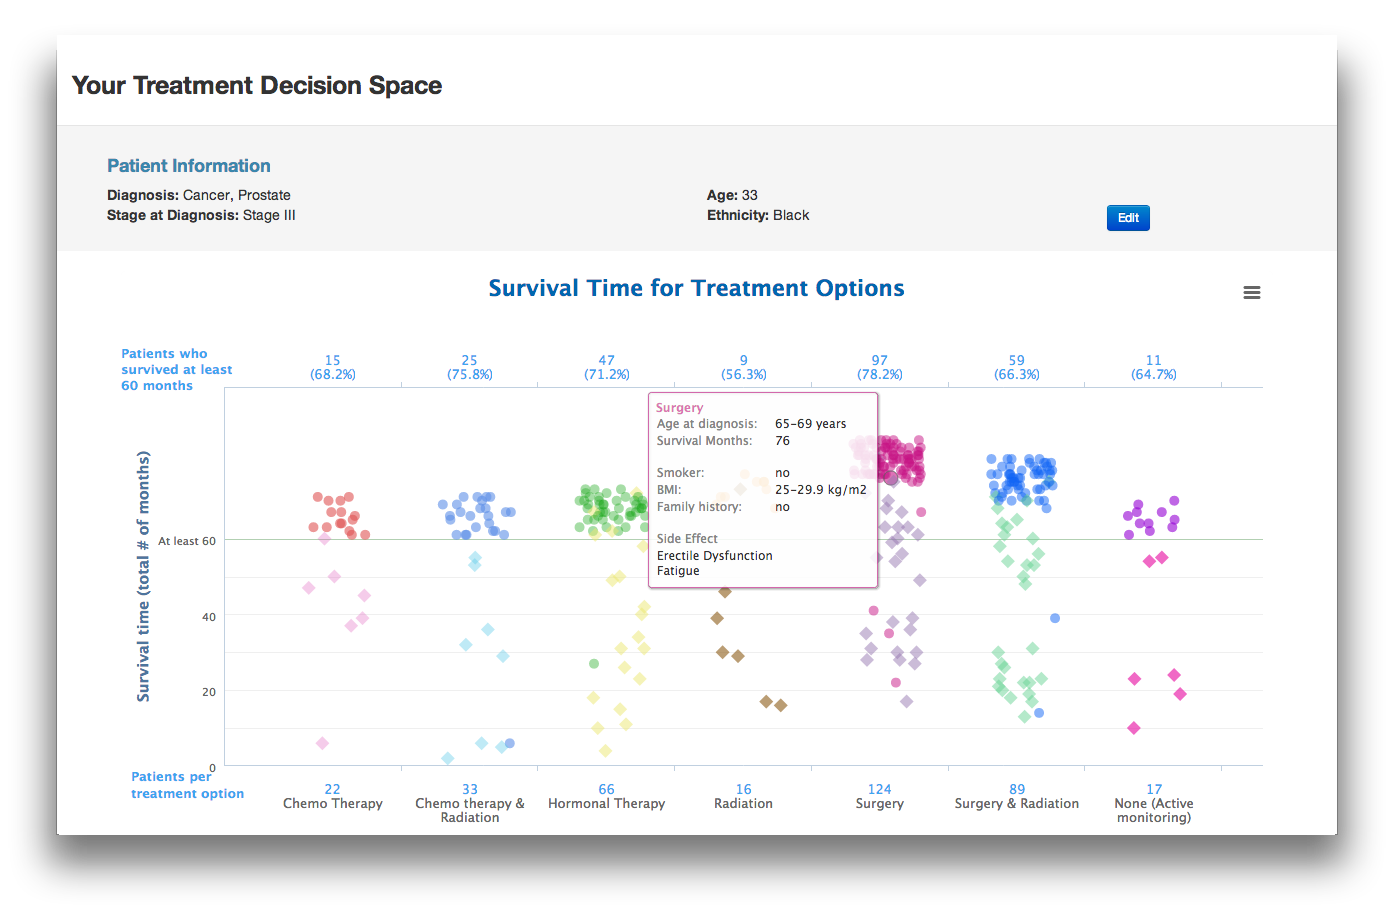 Your Treatment Decision Space
Patient Information
Diagnosis: Cancer, Prostate
Age: 33
Stage at Diagnosis: Stage III
Ethnicity: Black
Edit
Survival Time for Treatment Options
Patients who
survived at least
60 months
15 25 47 9 97 59 11
(68.2%) (75.8%) (71.2%) (56.3%) (78.2%) (66.3%) (64.7%)
Surgery
Age at diagnosis: 65-69 years
Survival Months: 76
Smoker: no
BMI: 25-29.9 kg/m2
Family history: no
Side Effect
Erectile Dysfunction
Fatigue
Survival time (total # of months)
At least 60
40
20
0
Patients per
treatment option
22 33 66 16 124 89 17
Chemo Therapy Chemo therapy & Hormonal Therapy Radiation Surgery Surgery & Radiation None (Active
Radiation monitoring)